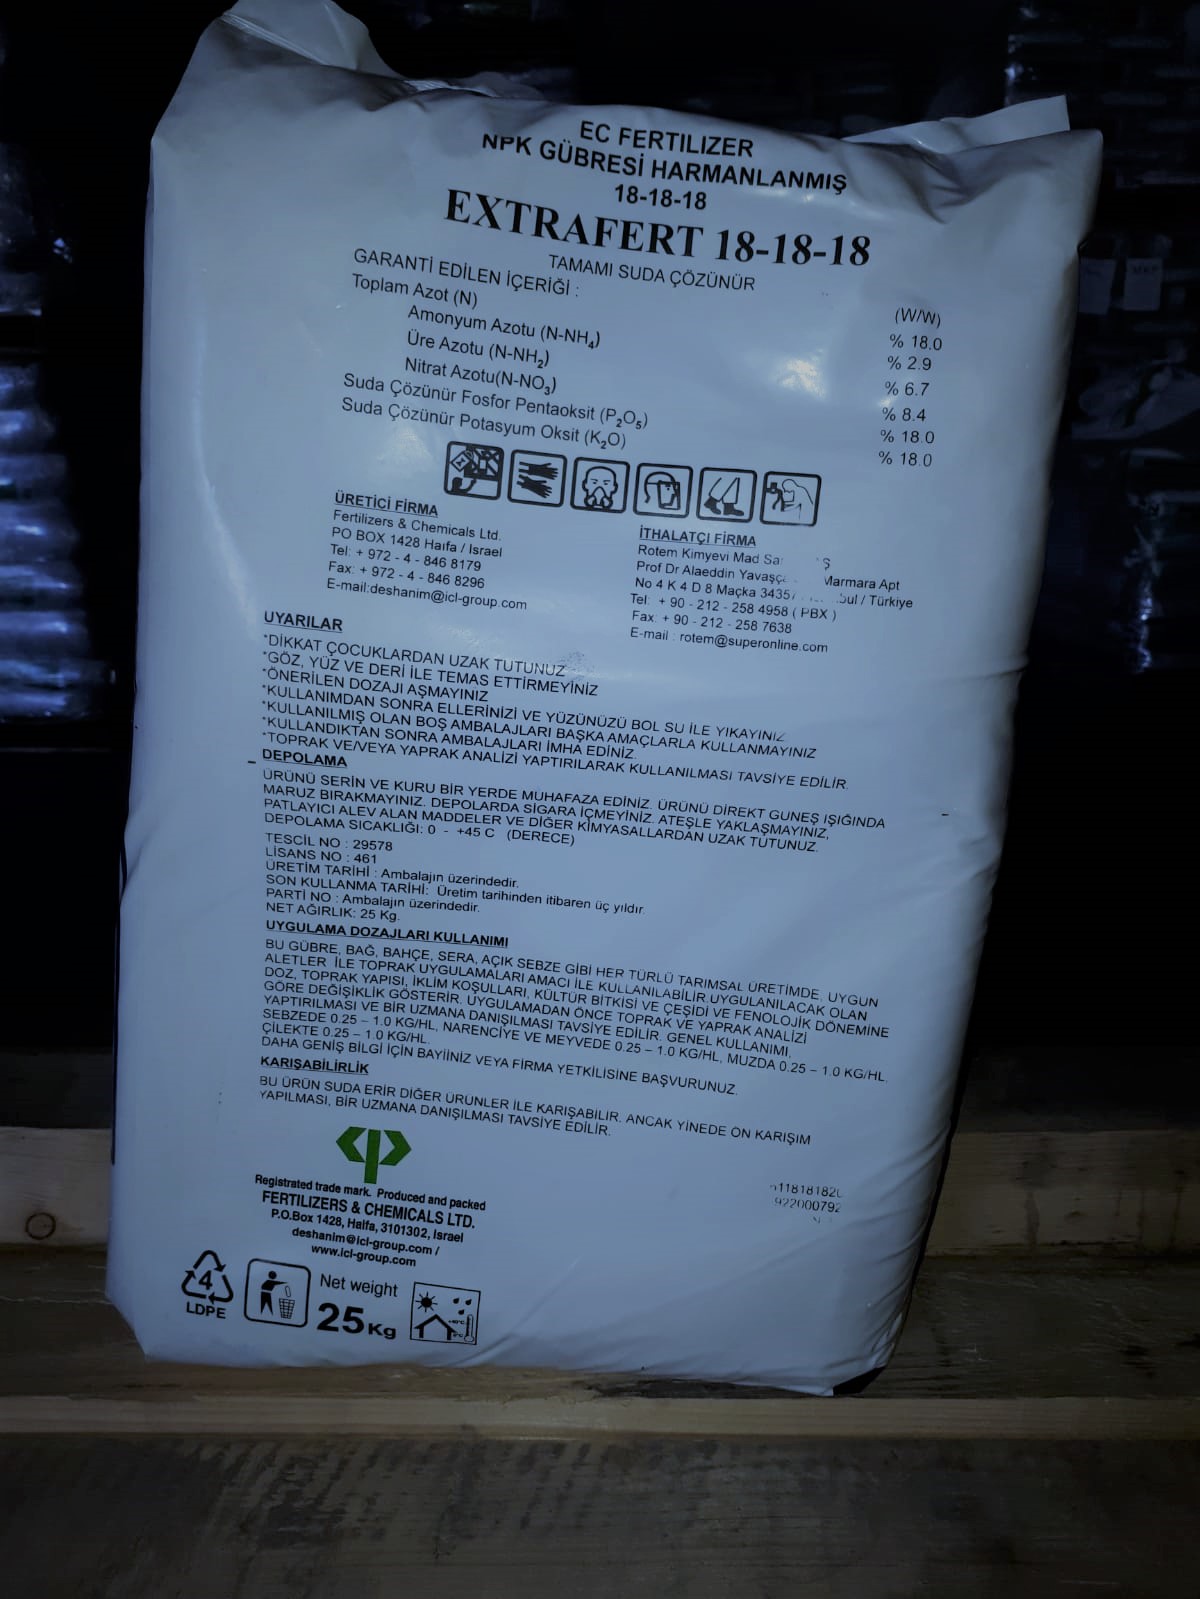 EC FERTILIZER
NPK GÜBRESİ HARMANLANMIŞ
18-18-18
EXTRAFERT 18-18-18
TAMAMI SUDA ÇÖZÜNÜR
GARANTİ EDİLEN İÇERİĞİ :
(W/W)
Toplam Azot (N) % 18.0
Amonyum Azotu (N-NH₄) % 2.9
Üre Azotu (N-NH₂) % 6.7
Nitrat Azotu(N-NO₃) % 8.4
Suda Çözünür Fosfor Pentaoksit (P₂O₅) % 18.0
Suda Çözünür Potasyum Oksit (K₂O) % 18.0
ÜRETİCİ FİRMA
Fertilizers & Chemicals Ltd.
PO BOX 1428 Haıfa / Israel
Tel: + 972 - 4 - 846 8179
Fax: + 972 - 4 - 846 8296
E-mail:deshanim@icl-group.com
İTHALATÇI FİRMA
Rotem Kimyevi Mad
Prof Dr Alaeddin Marmara Apt
No 4 K 4 D 8 Maçka / Türkiye
Tel: + 90 - 212 - 258 4958 ( PBX )
Fax: + 90 - 212 - 258 7638
E-mail : rotem@superonline.com
UYARILAR
*DİKKAT ÇOCUKLARDAN UZAK TUTUNUZ
*GÖZ, YÜZ VE DERİ İLE TEMAS ETTİRMEYİNİZ
*ÖNERİLEN DOZAJI AŞMAYINIZ
*KULLANIMDAN SONRA ELLERİNİZİ VE YÜZÜNÜZÜ BOL SU İLE YIKAYINIZ
*KULLANILMIŞ OLAN BOŞ AMBALAJLARI BAŞKA AMAÇLARLA KULLANMAYINIZ
*KULLANDIKTAN SONRA AMBALAJLARI İMHA EDİNİZ.
*TOPRAK VE/VEYA YAPRAK ANALİZİ YAPTIRILARAK KULLANILMASI TAVSİYE EDİLİR.
DEPOLAMA
ÜRÜNÜ SERİN VE KURU BİR YERDE MUHAFAZA EDİNİZ. ÜRÜNÜ DİREKT GUNEŞ IŞIĞINDA
MARUZ BIRAKMAYINIZ. DEPOLARDA SİGARA İÇMEYİNİZ. ATEŞLE YAKLAŞMAYINIZ,
PATLAYICI ALEV ALAN MADDELER VE DİĞER KİMYASALLARDAN UZAK TUTUNUZ.
DEPOLAMA SICAKLIĞI: 0 - +45 C (DERECE)
TESCİL NO : 29578
LİSANS NO : 461
ÜRETİM TARİHİ : Ambalajın üzerindedir.
SON KULLANMA TARİHİ: Üretim tarihinden itibaren üç yıldır.
PARTİ NO : Ambalajın üzerindedir.
NET AĞIRLIK: 25 Kg.
UYGULAMA DOZAJLARI KULLANIMI
BU GÜBRE, BAĞ, BAHÇE, SERA, AÇIK SEBZE GİBİ HER TÜRLÜ TARIMSAL ÜRETİMDE, UYGUN
ALETLER İLE TOPRAK UYGULAMALARI AMACI İLE KULLANILABİLİR.UYGULANILACAK OLAN
DOZ, TOPRAK YAPISI, İKLİM KOŞULLARI, KÜLTÜR BİTKİSİ VE ÇEŞİDİ VE FENOLOJİK DÖNEMİNE
GÖRE DEĞİŞİKLİK GÖSTERİR. UYGULAMADAN ÖNCE TOPRAK VE YAPRAK ANALİZİ
YAPTIRILMASI VE BİR UZMANA DANIŞILMASI TAVSİYE EDİLİR. GENEL KULLANIMI,
SEBZEDE 0.25 – 1.0 KG/HL, NARENCİYE VE MEYVEDE 0.25 – 1.0 KG/HL, MUZDA 0.25 – 1.0 KG/HL.
ÇİLEKTE 0.25 – 1.0 KG/HL.
DAHA GENİŞ BİLGİ İÇİN BAYİİNİZ VEYA FİRMA YETKİLİSİNE BAŞVURUNUZ.
KARIŞABİLİRLİK
BU ÜRÜN SUDA ERİR DİĞER ÜRÜNLER İLE KARIŞABILIR. ANCAK YİNEDE ÖN KARIŞIM
YAPILMASI, BİR UZMANA DANIŞILMASI TAVSİYE EDİLİR.
Registrated trade mark. Produced and packed
FERTILIZERS & CHEMICALS LTD.
P.O.Box 1428, Haifa, 3101302, Israel
deshanim@icl-group.com /
www.icl-group.com
922000792
4
LDPE
Net weight
25Kg